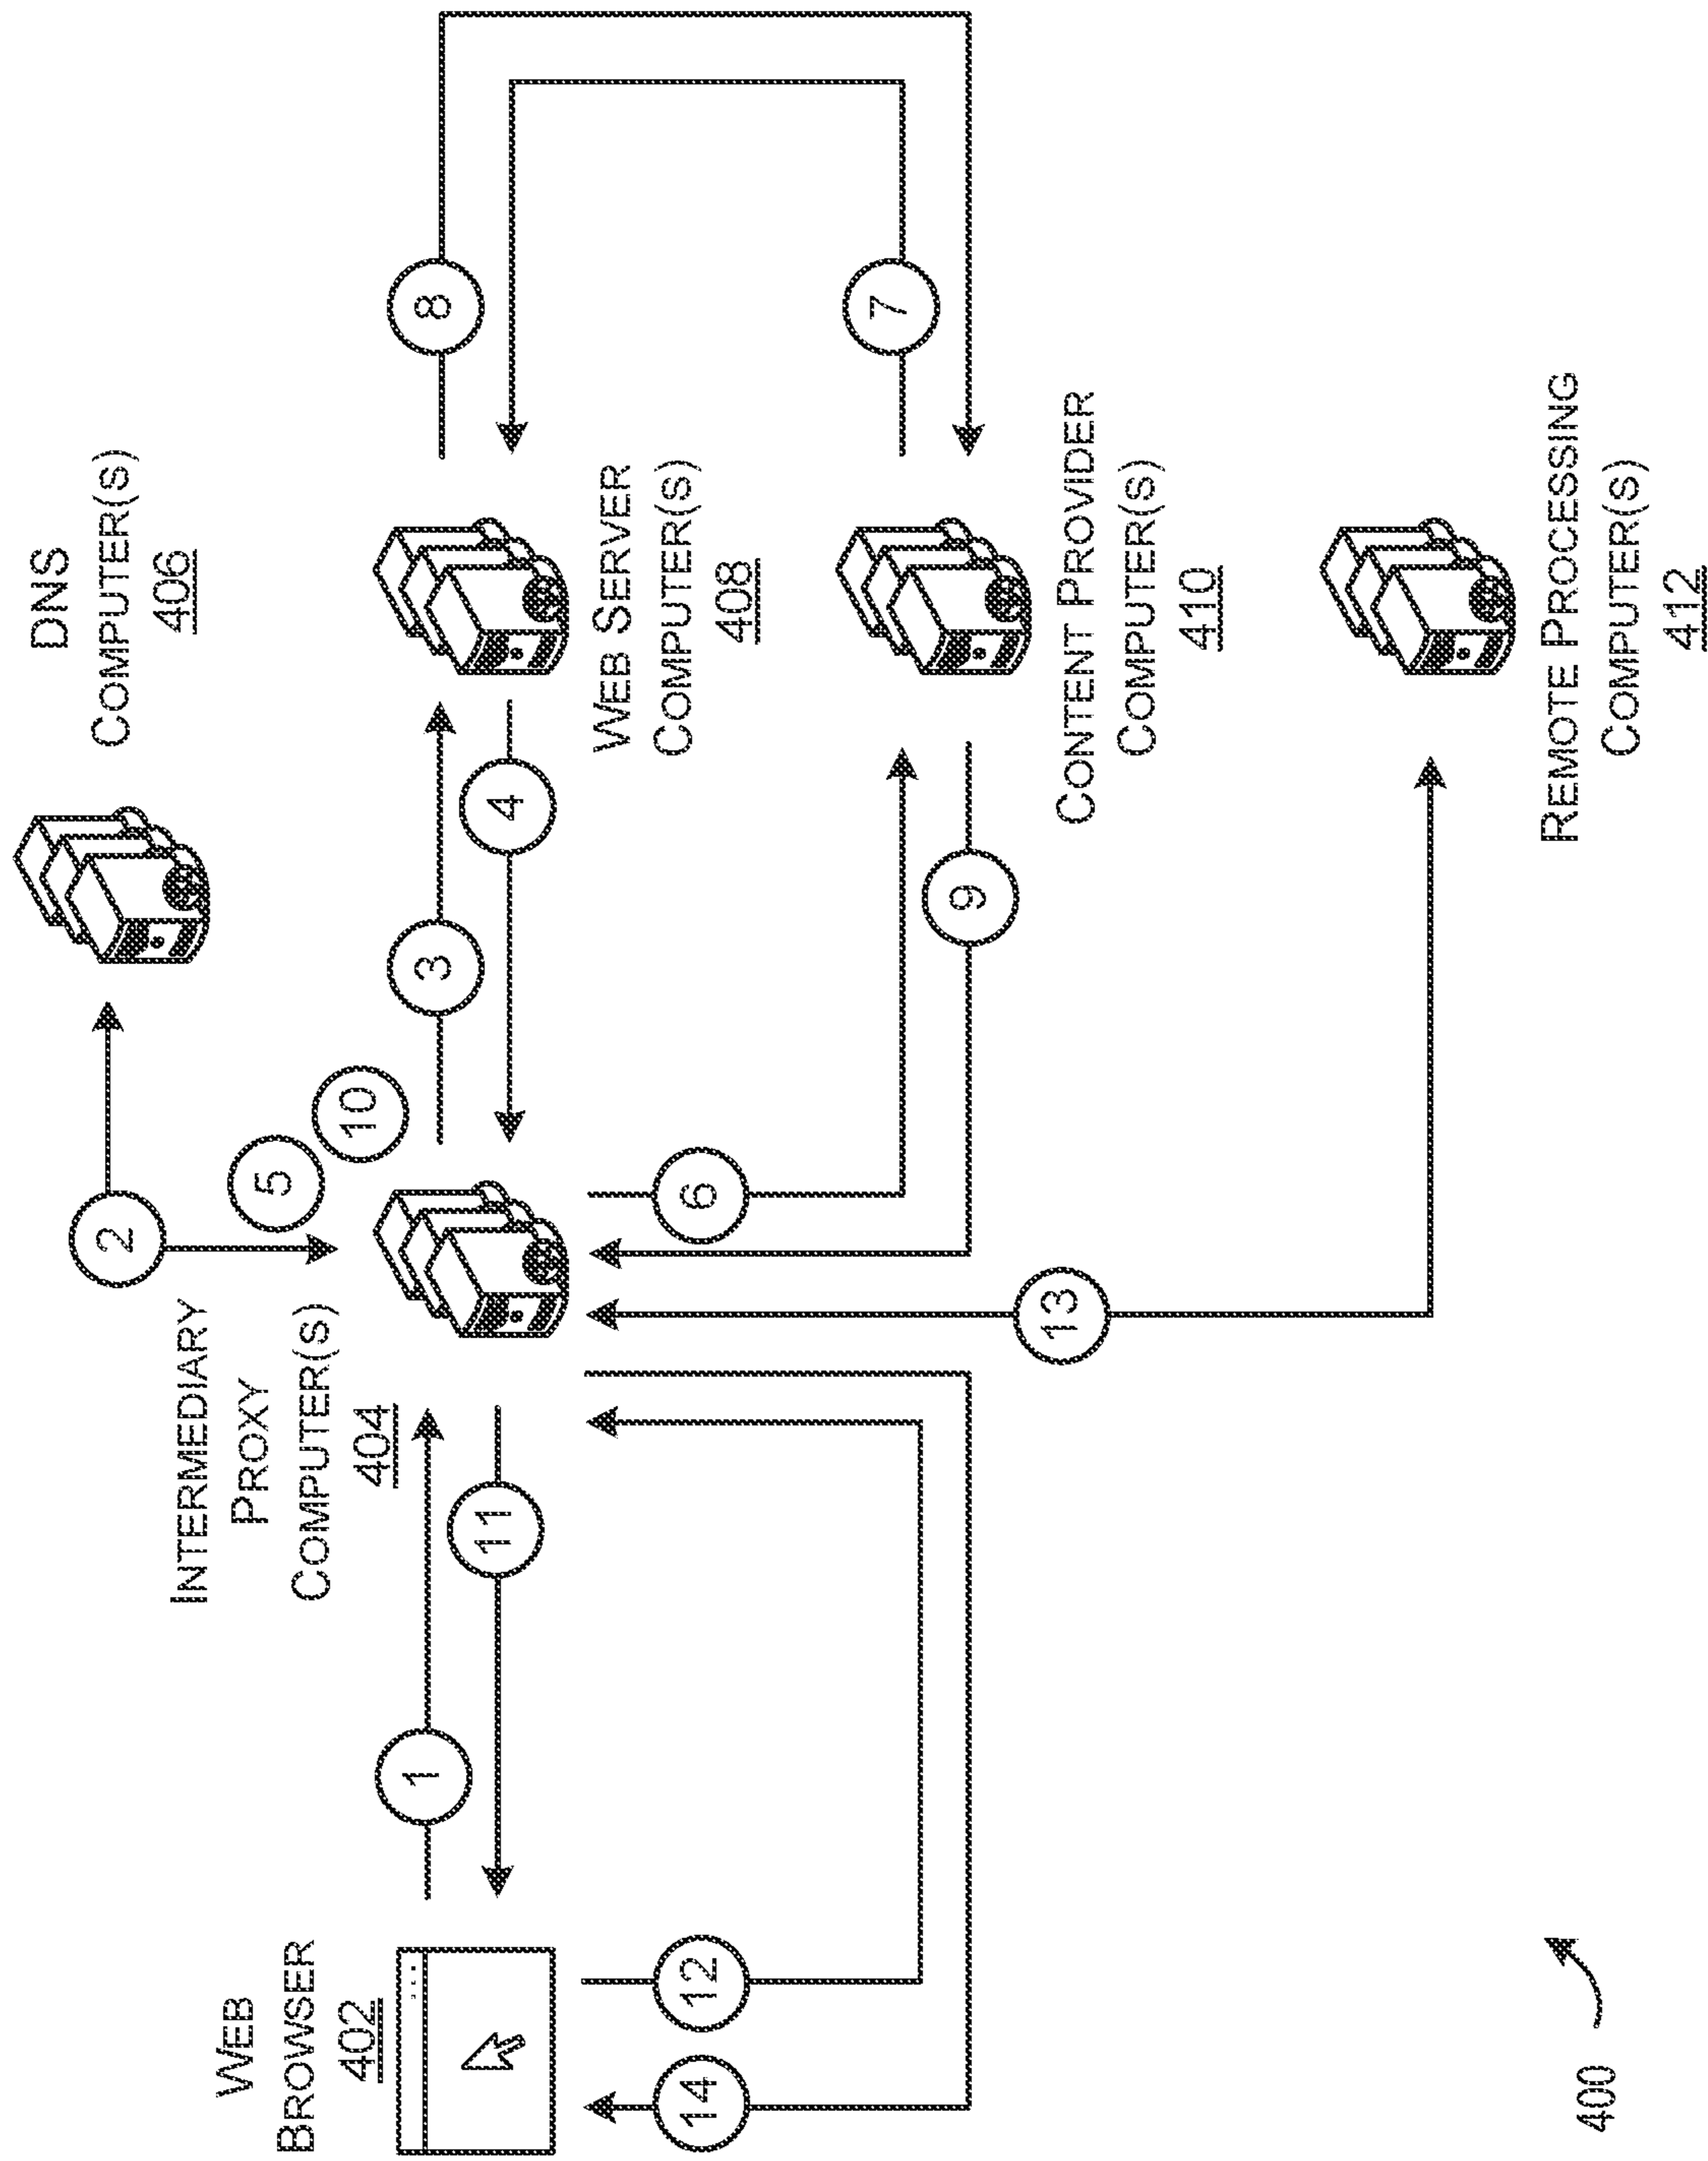 DNS
COMPUTER(S)
406
INTERMEDIARY
PROXY
COMPUTER(S)
404
WEB
BROWSER
402
WEB SERVER
COMPUTER(S)
408
CONTENT PROVIDER
COMPUTER(S)
410
REMOTE PROCESSING
COMPUTER(S)
412
1
2
3
4
5
6
7
8
9
10
11
12
13
14
400